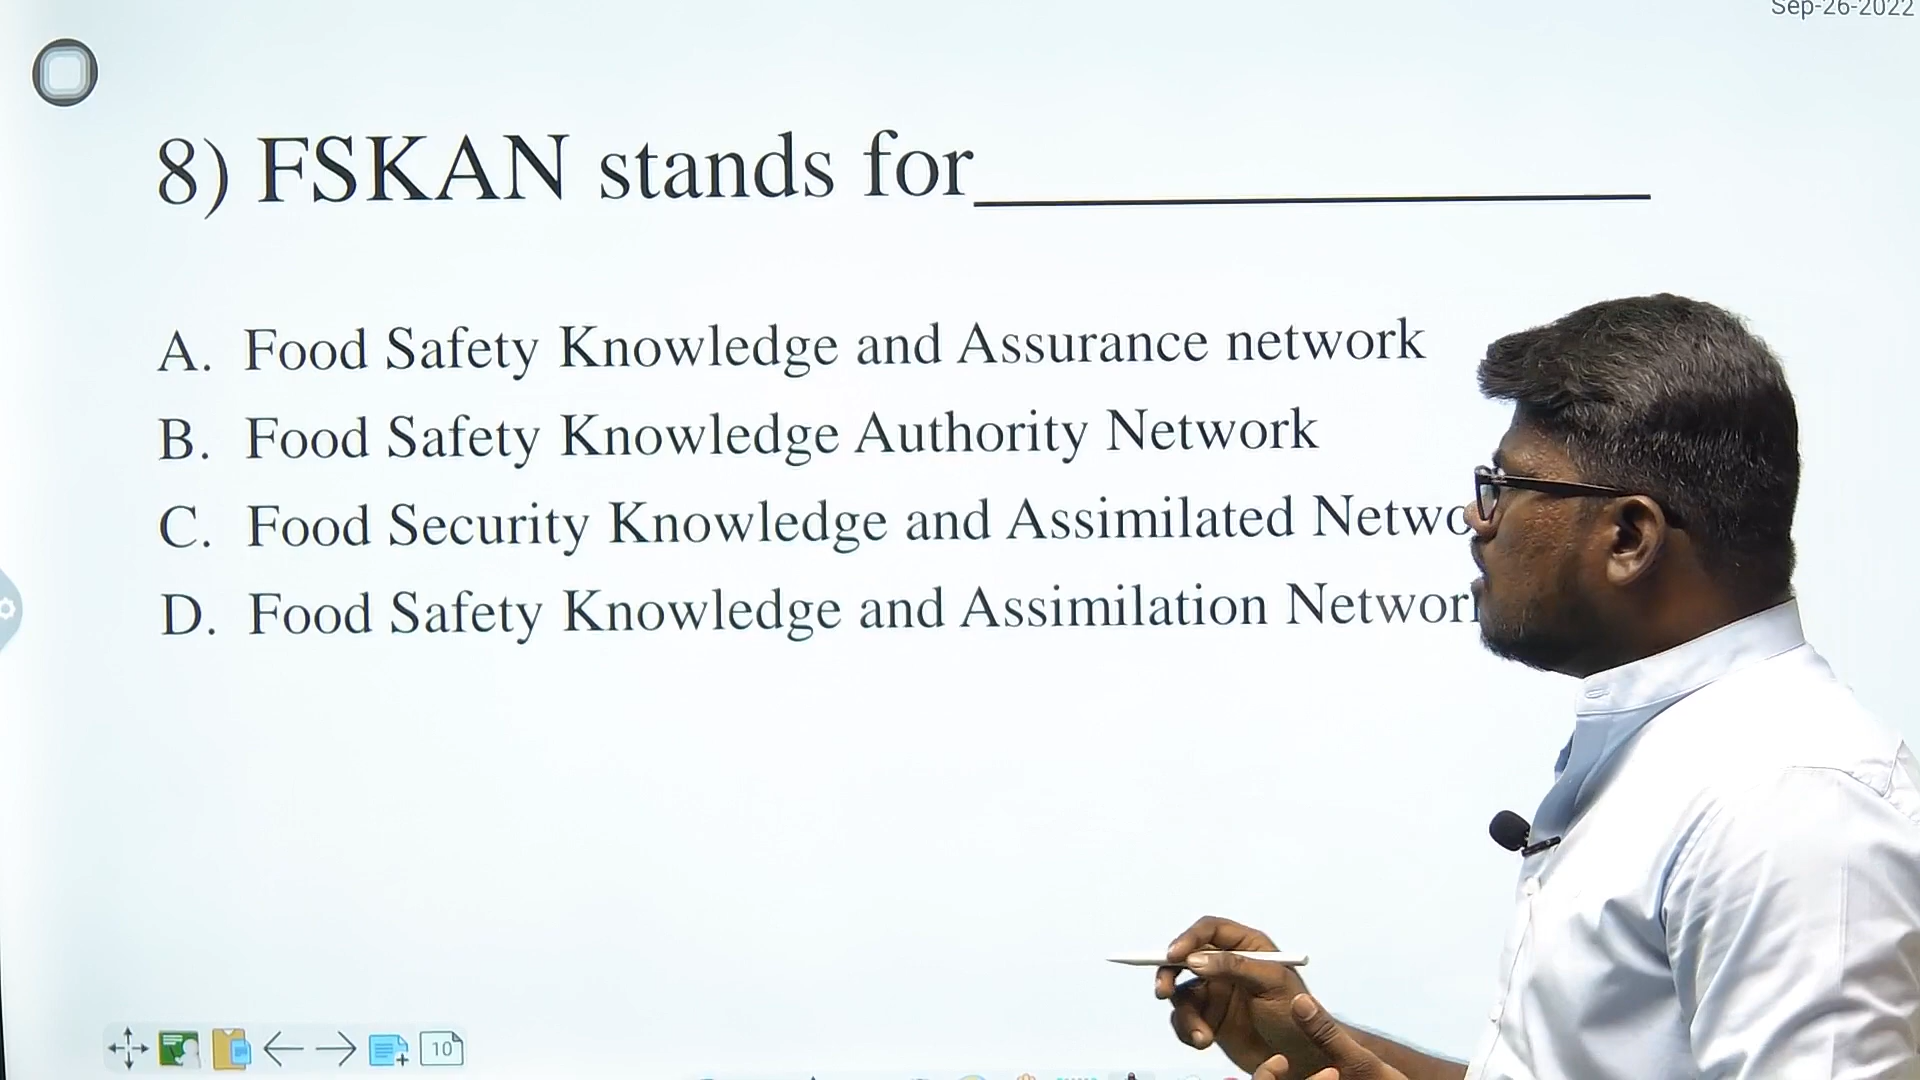 Sep-26-2022
8) FSKAN stands for
A. Food Safety Knowledge and Assurance network
B. Food Safety Knowledge Authority Network
C. Food Security Knowledge and Assimilated
D. Food Safety Knowledge and Assimilation
10